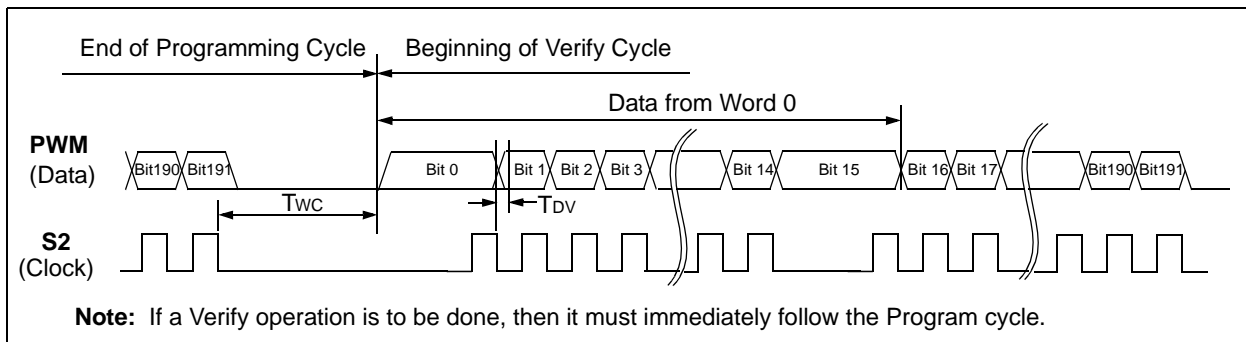 End of Programming Cycle Beginning of Verify Cycle
Data from Word 0
PWM
(Data)
Bit190 Bit191 Bit 0 Bit 1 Bit 2 Bit 3 Bit 14 Bit 15 Bit 16 Bit 17 Bit190 Bit191
TWC TDV
S2
(Clock)
Note: If a Verify operation is to be done, then it must immediately follow the Program cycle.